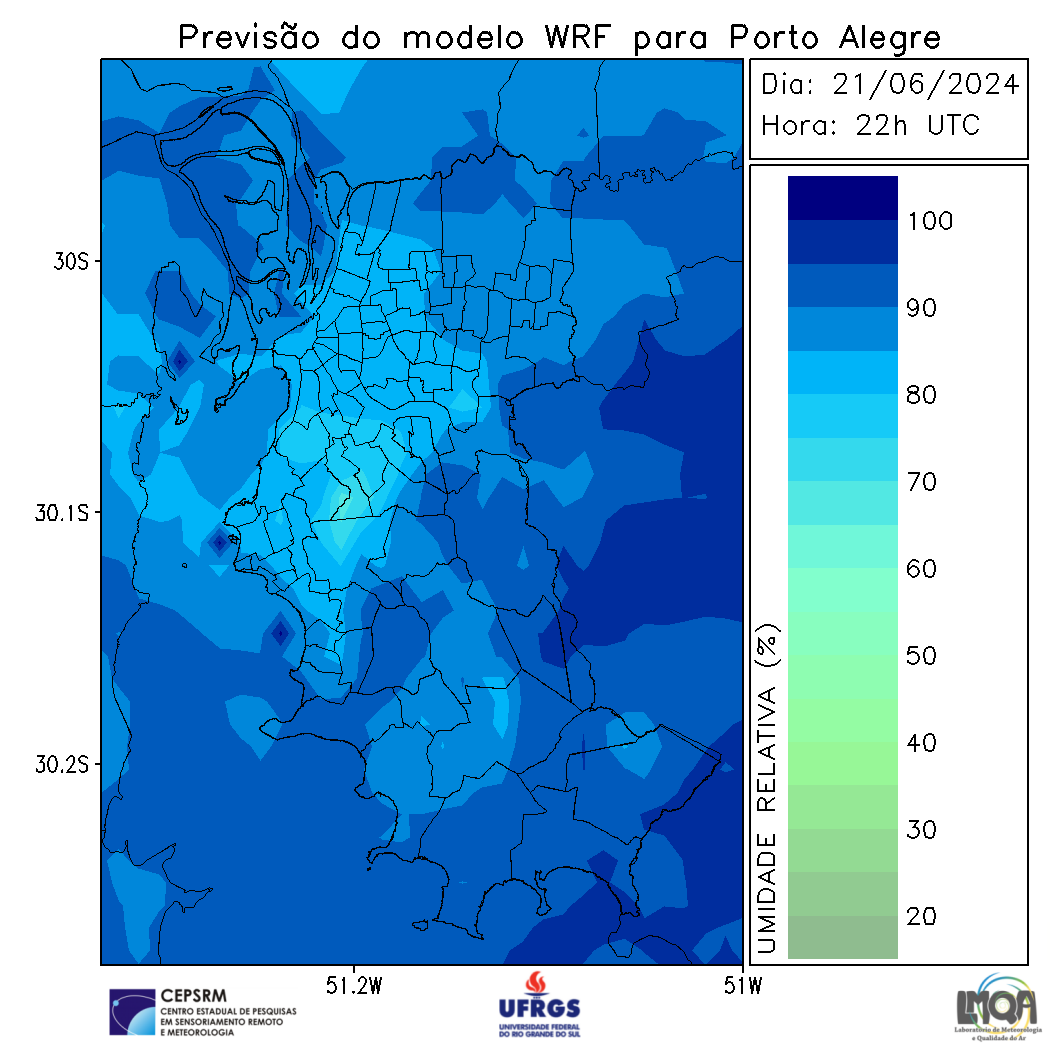 Previsão do modelo WRF para Porto Alegre
Dia: 21/06/2024
Hora: 22h UTC
30S
30.1S
30.2S
51.2W
51W
UMIDADE RELATIVA (%)
100
90
80
70
60
50
40
30
20
CEPSRM
CENTRO ESTADUAL DE PESQUISAS
EM SENSORIAMENTO REMOTO
E METEOROLOGIA
UFRGS
UNIVERSIDADE FEDERAL
DO RIO GRANDE DO SUL
LMQA
Laboratório de Meteorologia
e Qualidade do Ar